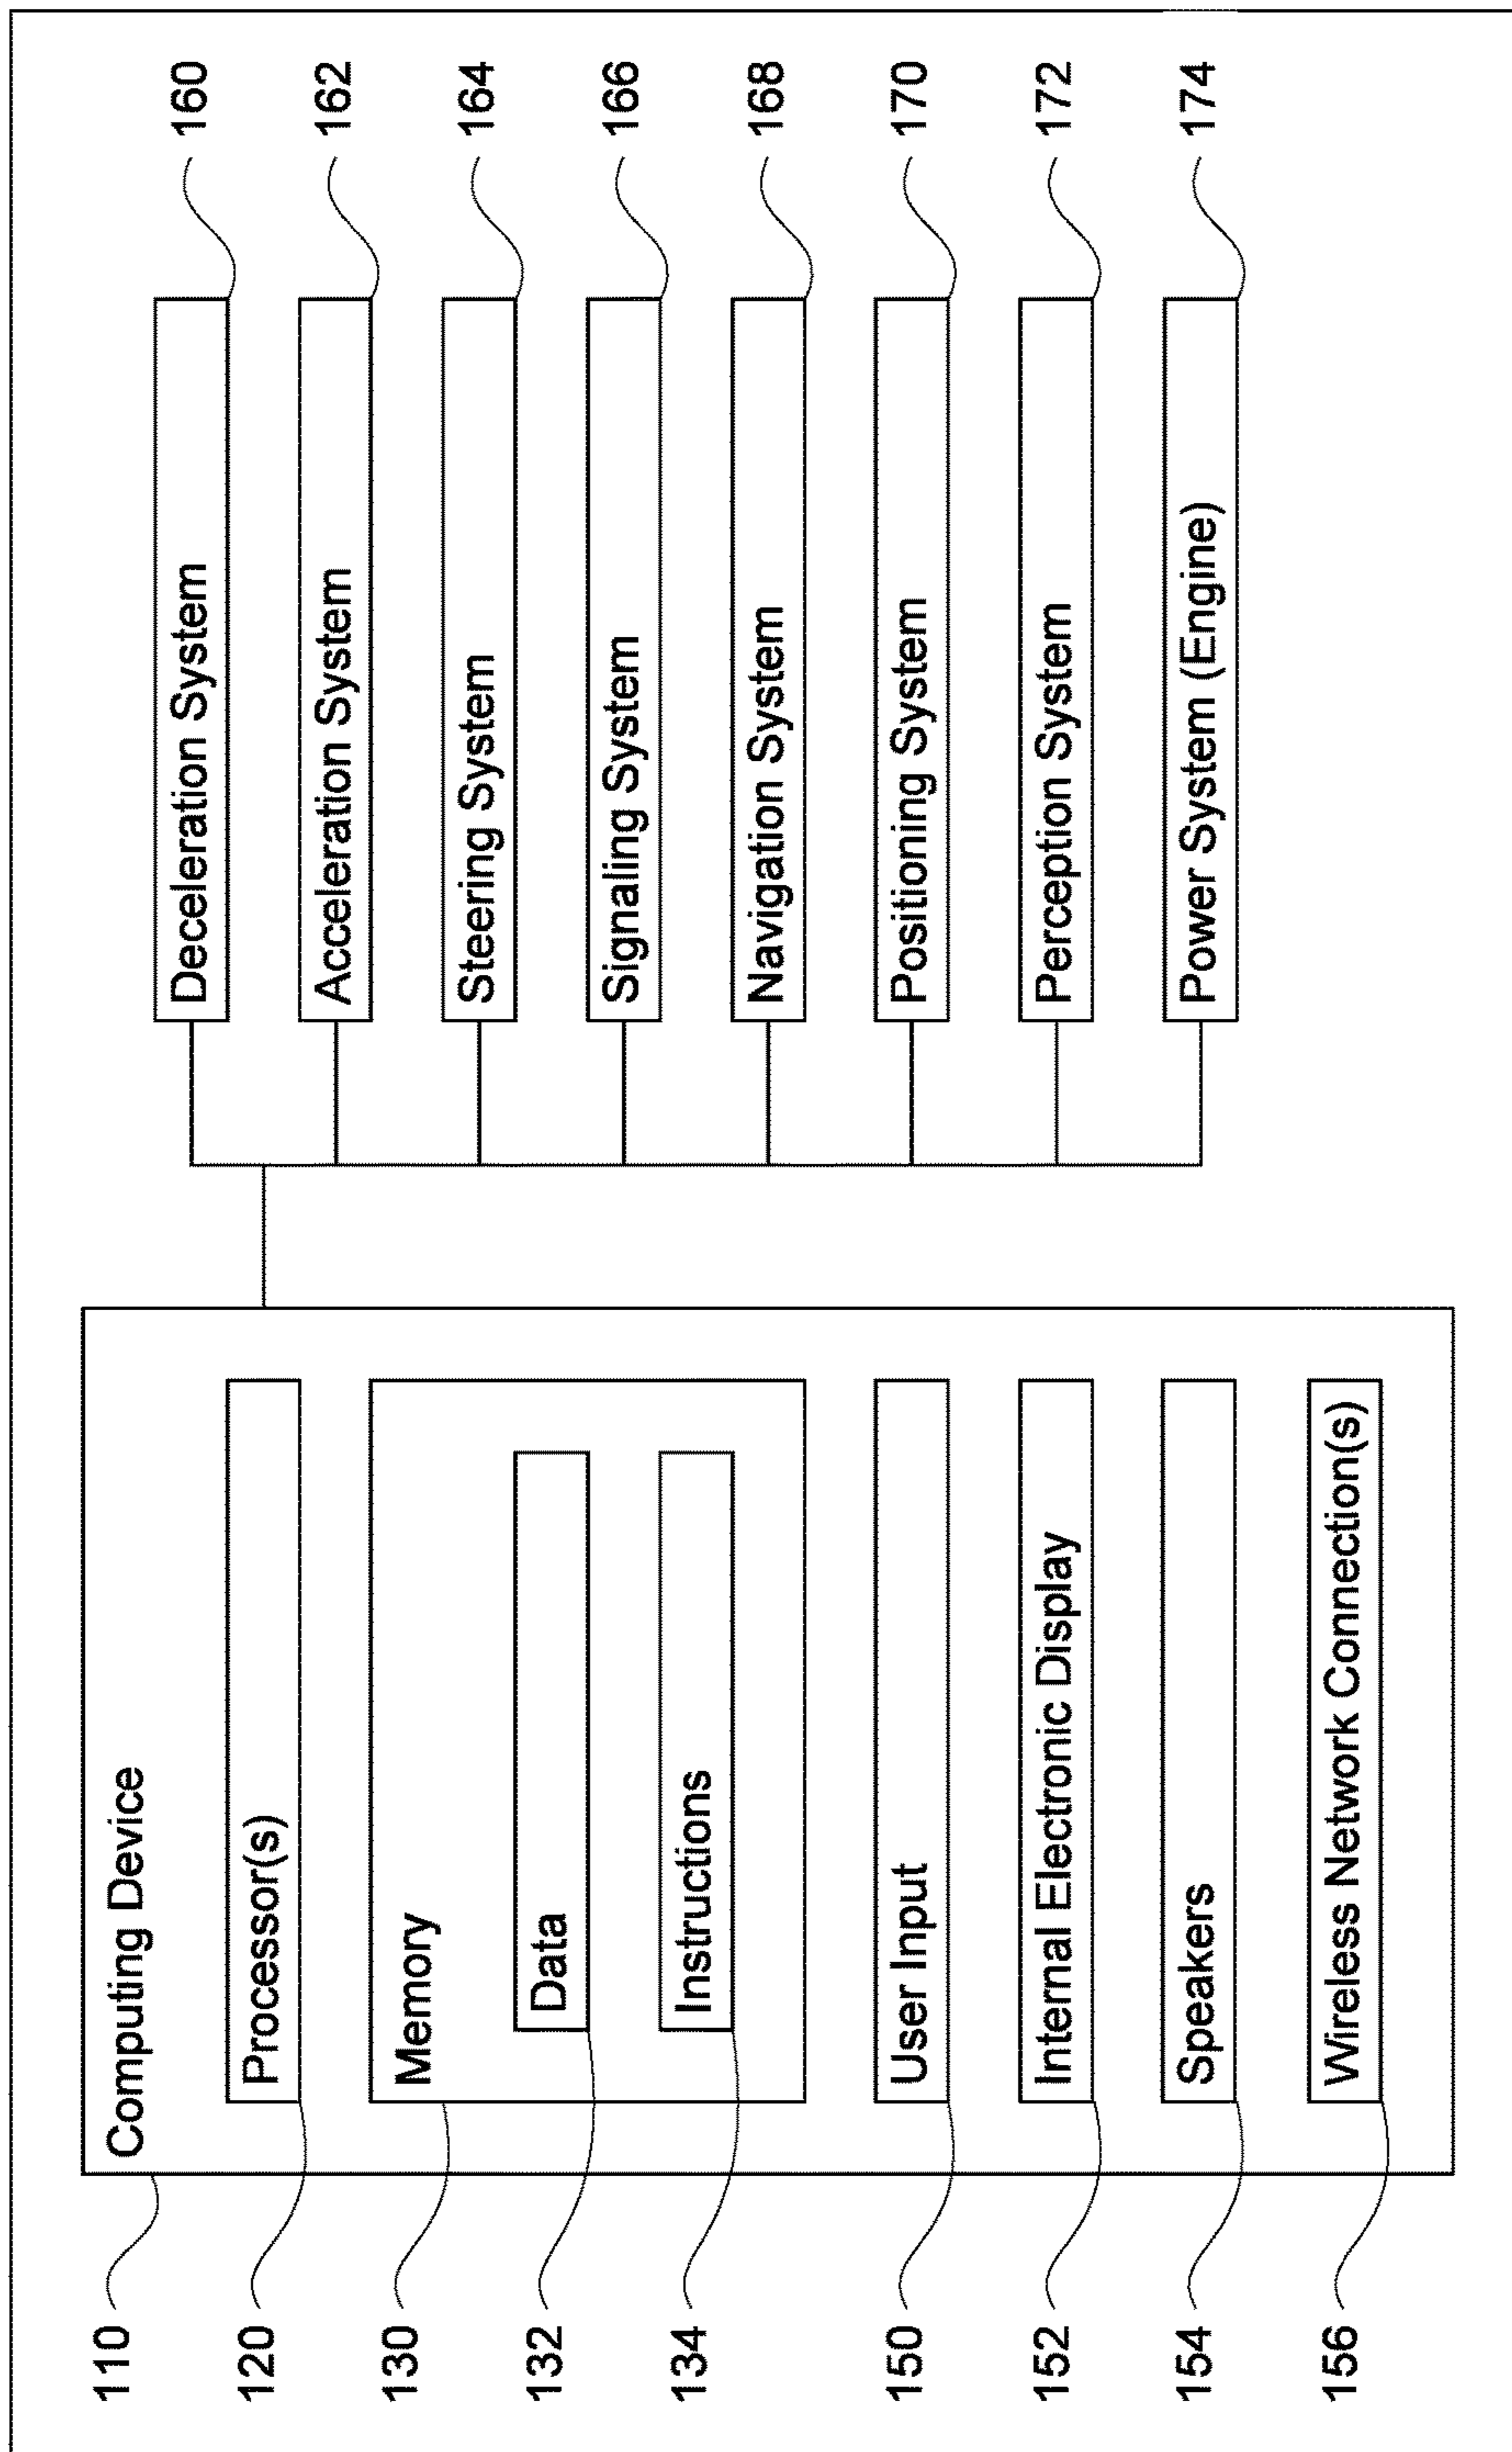 110
Computing Device
120
Processor(s)
130
Memory
132
Data
134
Instructions
150
User Input
152
Internal Electronic Display
154
Speakers
156
Wireless Network Connection(s)
Deceleration System
160
Acceleration System
162
Steering System
164
Signaling System
166
Navigation System
168
Positioning System
170
Perception System
172
Power System (Engine)
174